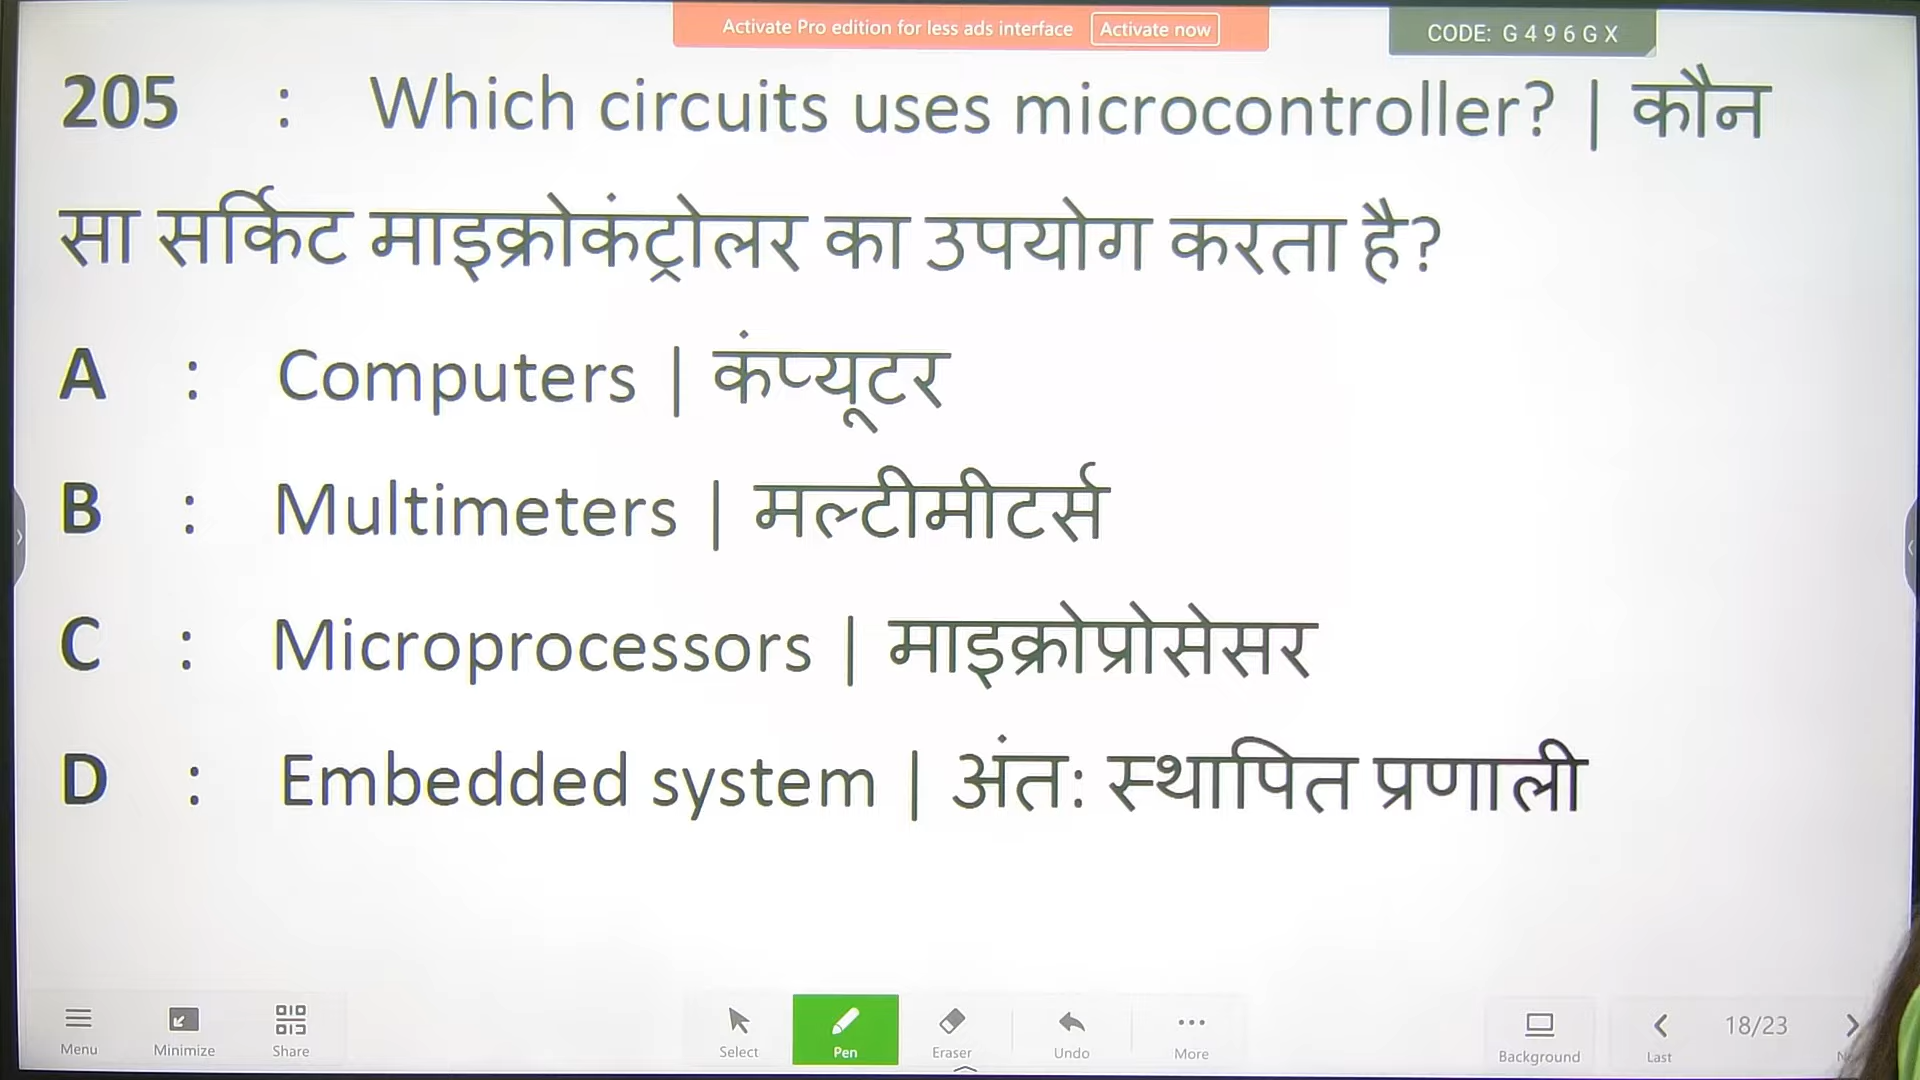 Activate Pro edition for less ads interface Activate now
CODE: G 4 9 6 G X
205 : Which circuits uses microcontroller? | कौन
सा सर्किट माइक्रोकंट्रोलर का उपयोग करता है?
A : Computers | कंप्यूटर
B : Multimeters | मल्टीमीटर्स
C : Microprocessors | माइक्रोप्रोसेसर
D : Embedded system | अंत: स्थापित प्रणाली
Menu Minimize Share Select Pen Eraser Undo More Background Last 18/23